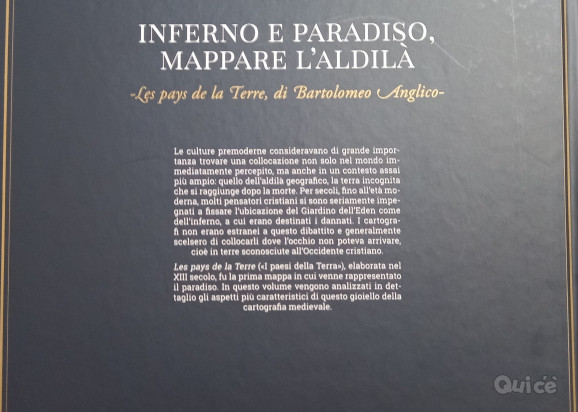 INFERNO E PARADISO,
MAPPARE L'ALDILÀ
-Les pays de la Terre, di Bartolomeo Anglico-
Le culture premoderne consideravano di grande impor-
tanza trovare una collocazione non solo nel mondo im-
mediatamente percepito, ma anche in un contesto assai
più ampio: quello dell'aldilà geografico, la terra incognita
che si raggiunge dopo la morte. Per secoli, fino all'età mo-
derna, molti pensatori cristiani si sono seriamente impe-
gnati a fissare l'ubicazione del Giardino dell'Eden come
dell'inferno, a cui erano destinati i dannati. I cartogra-
fi non erano estranei a questo dibattito e generalmente
scelsero di collocarli dove l'occhio non poteva arrivare,
cioè in terre sconosciute all'Occidente cristiano.
Les pays de la Terre («I paesi della Terra»), elaborata nel
XIII secolo, fu la prima mappa in cui venne rappresentato
il paradiso. In questo volume vengono analizzati in det-
taglio gli aspetti più caratteristici di questo gioiello della
cartografia medievale.
Quic'è